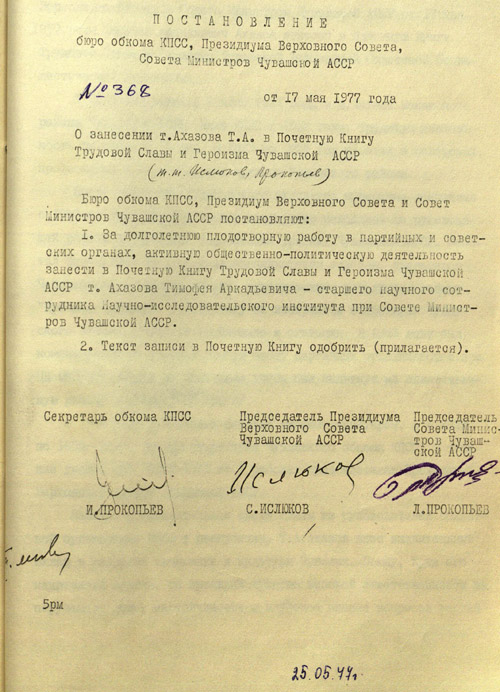 ПОСТАНОВЛЕНИЕ
бюро обкома КПСС, Президиума Верховного Совета,
Совета Министров Чувашской АССР
№ 368
от 17 мая 1977 года
О занесении т.Ахазова Т.А. в Почетную Книгу
Трудовой Славы и Героизма Чувашской АССР
(т.т. Ислюков, Прокопьев)
Бюро обкома КПСС, Президиум Верховного Совета и Совет
Министров Чувашской АССР постановляют:
1. За долголетнюю плодотворную работу в партийных и совет-
ских органах, активную общественно-политическую деятельность
занести в Почетную Книгу Трудовой Славы и Героизма Чувашской
АССР т. Ахазова Тимофея Аркадьевича - старшего научного сот-
рудника Научно-исследовательского института при Совете Минист-
ров Чувашской АССР.
2. Текст записи в Почетную Книгу одобрить (прилагается).
Секретарь обкома КПСС
Председатель Президиума
Верховного Совета
Чувашской АССР
Председатель
Совета Минис-
тров Чуваш-
ской АССР
Ислюков
И.ПРОКОПЬЕВ
С.ИСЛЮКОВ
Л.ПРОКОПЬЕВ
5рм
25.05.77г.